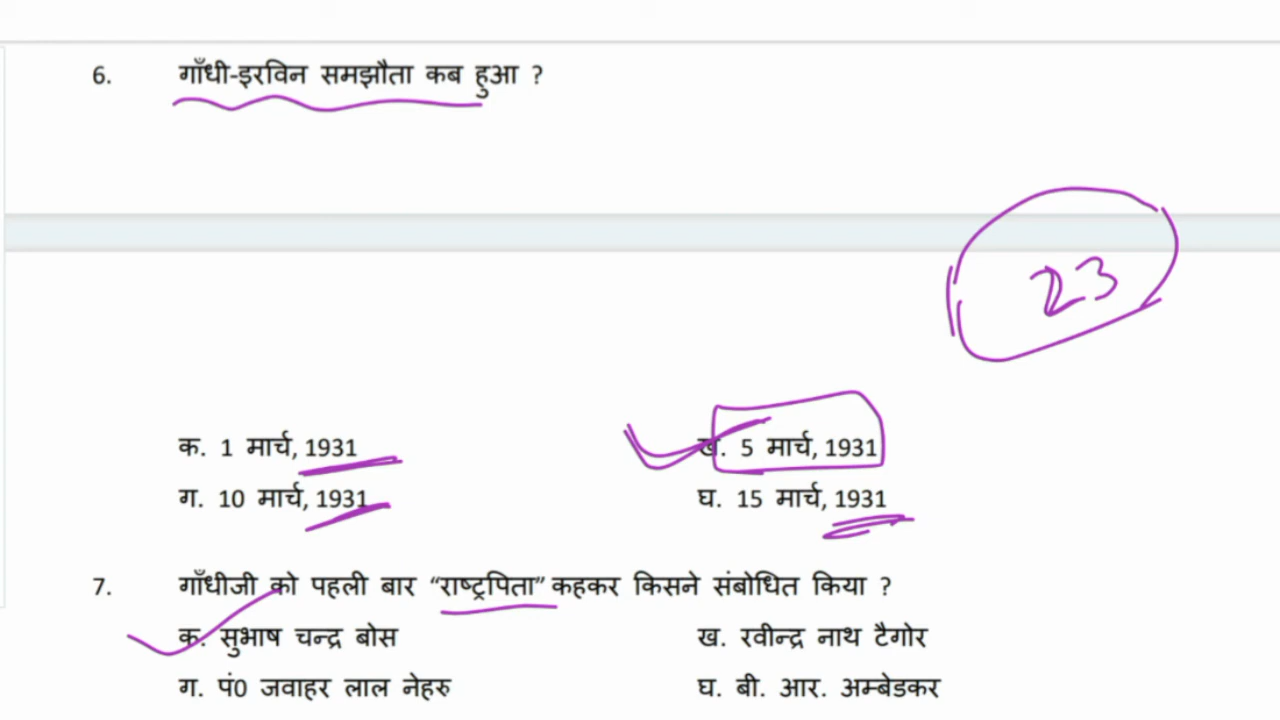 6. गाँधी-इरविन समझौता कब हुआ ?
23
क. 1 मार्च, 1931 ख. 5 मार्च, 1931
ग. 10 मार्च, 1931 घ. 15 मार्च, 1931
7. गाँधीजी को पहली बार “राष्ट्रपिता” कहकर किसने संबोधित किया ?
क. सुभाष चन्द्र बोस ख. रवीन्द्र नाथ टैगोर
ग. पं0 जवाहर लाल नेहरु घ. बी. आर. अम्बेडकर